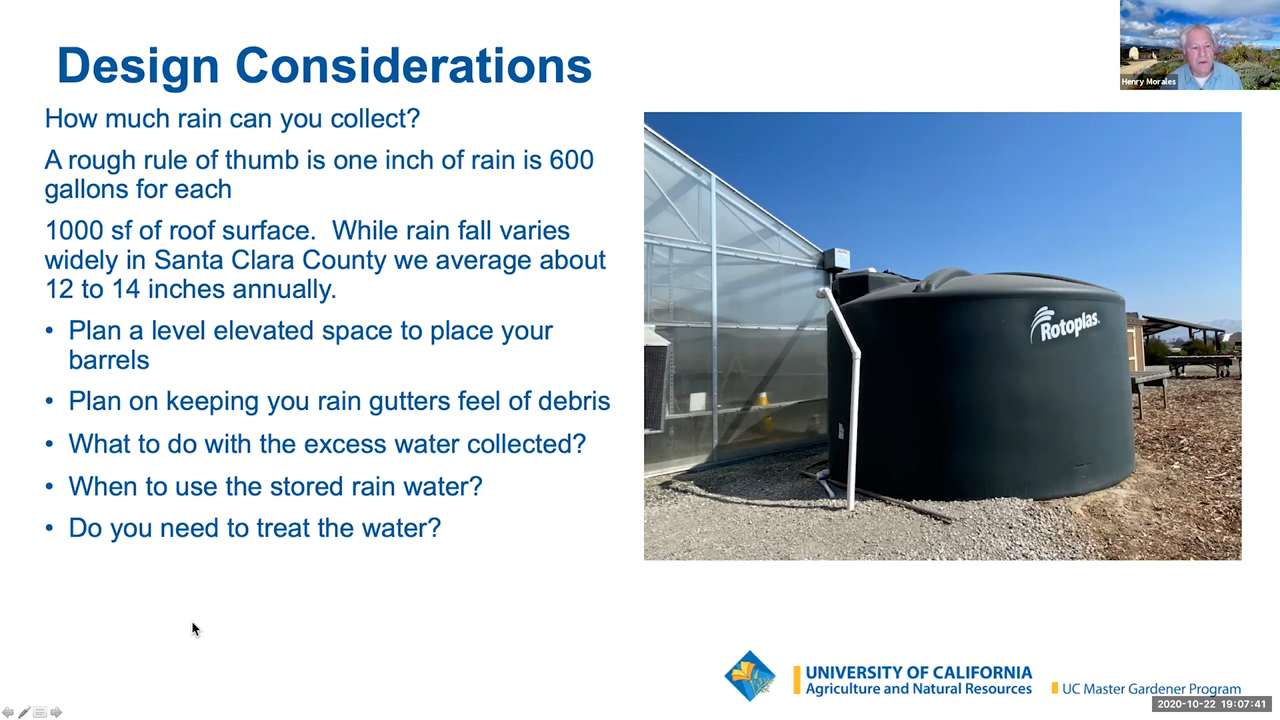 Design Considerations
How much rain can you collect?
A rough rule of thumb is one inch of rain is 600
gallons for each
1000 sf of roof surface.  While rain fall varies
widely in Santa Clara County we average about
12 to 14 inches annually.
• Plan a level elevated space to place your
barrels
• Plan on keeping you rain gutters feel of debris
• What to do with the excess water collected?
• When to use the stored rain water?
• Do you need to treat the water?
Henry Morales
Rotoplas
UNIVERSITY OF CALIFORNIA
Agriculture and Natural Resources
UC Master Gardener Program
2020-10-22 19:07:41